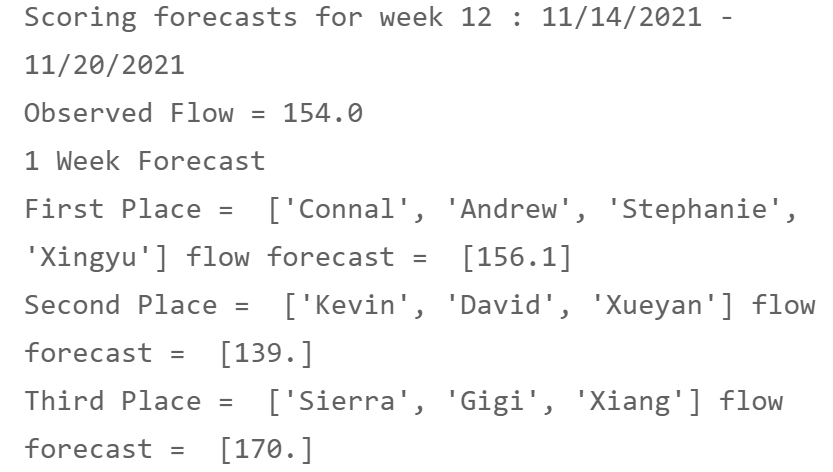 Scoring forecasts for week 12 : 11/14/2021 -
11/20/2021
Observed Flow = 154.0
1 Week Forecast
First Place =  ['Connal', 'Andrew', 'Stephanie',
'Xingyu'] flow forecast =  [156.1]
Second Place =  ['Kevin', 'David', 'Xueyan'] flow
forecast =  [139.]
Third Place =  ['Sierra', 'Gigi', 'Xiang'] flow
forecast =  [170.]